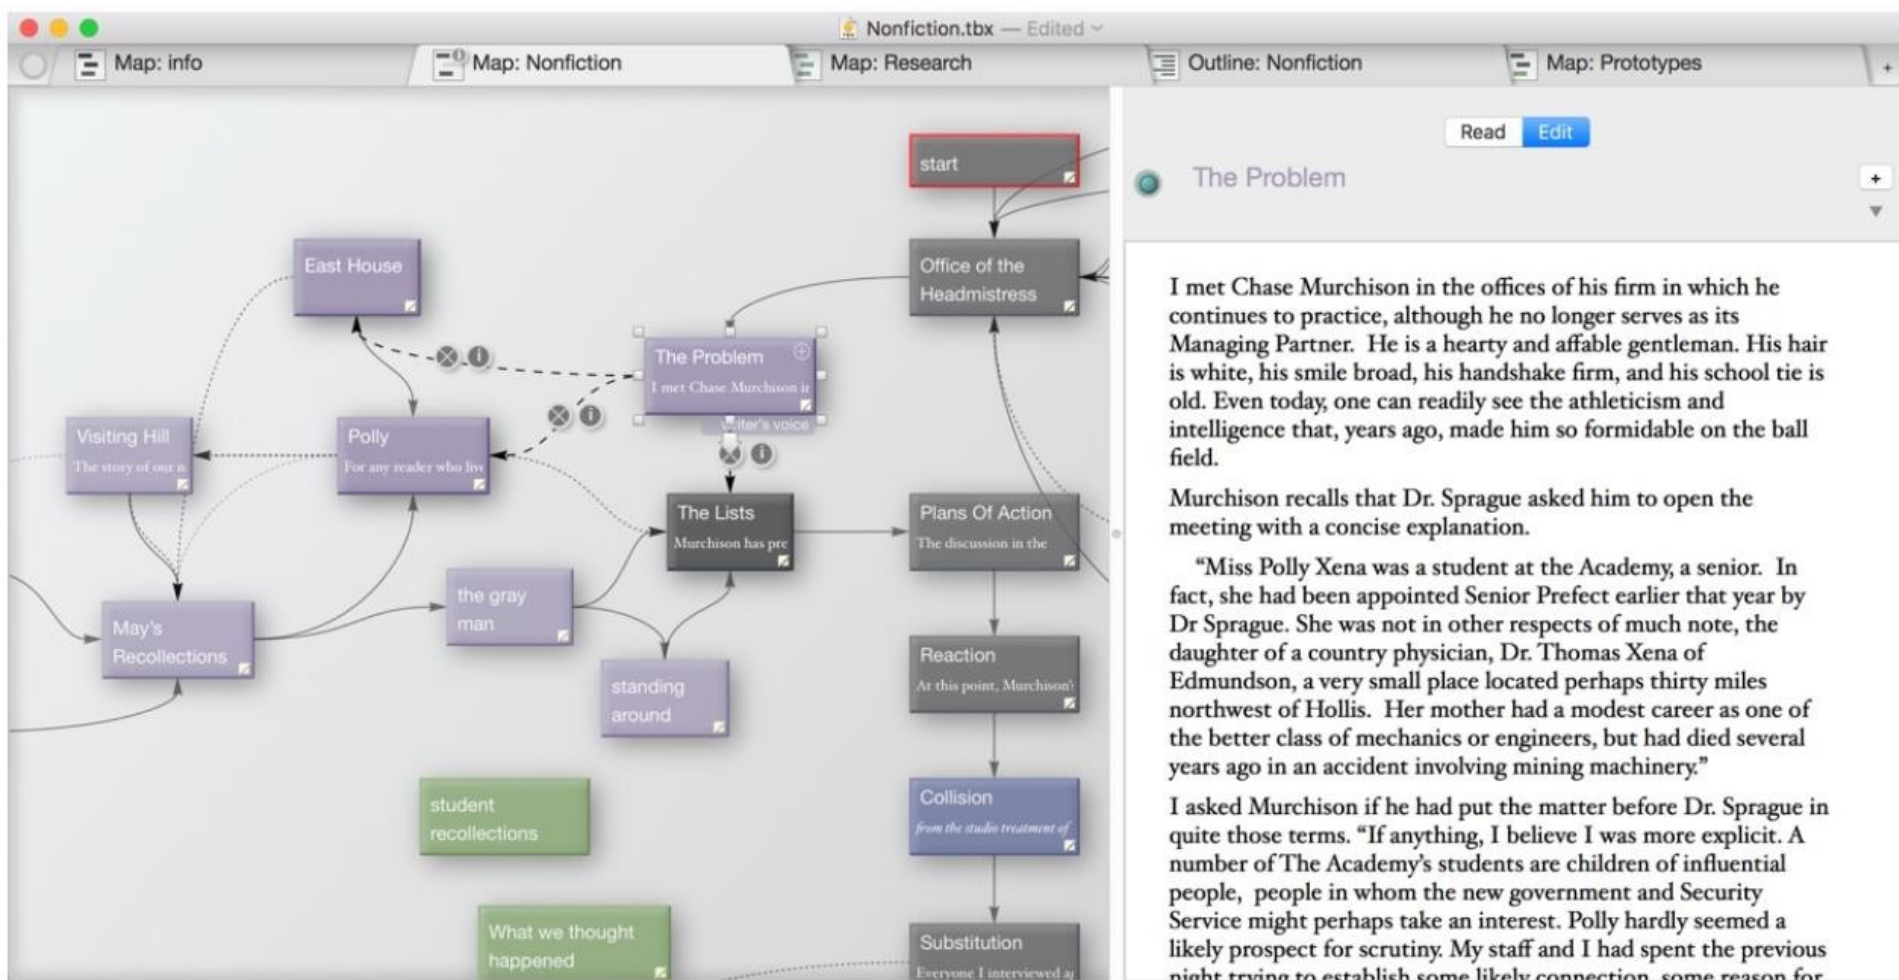 Nonfiction.tbx — Edited
Map: info
Map: Nonfiction
Map: Research
Outline: Nonfiction
Map: Prototypes
+
start
East House
Office of the
Headmistress
The Problem
I met Chase Murchison ir
iter's voice
Visiting Hill
The story of our n
Polly
For any reader who live
The Lists
Murchison has pre
Plans Of Action
The discussion in the
the gray
man
May's
Recollections
standing
around
Reaction
At this point, Murchison's
student
recollections
Collision
from the studio treatment of
What we thought
happened
Substitution
Everyone I interviewed ag
Read
Edit
The Problem
+
I met Chase Murchison in the offices of his firm in which he
continues to practice, although he no longer serves as its
Managing Partner.  He is a hearty and affable gentleman. His hair
is white, his smile broad, his handshake firm, and his school tie is
old. Even today, one can readily see the athleticism and
intelligence that, years ago, made him so formidable on the ball
field.
Murchison recalls that Dr. Sprague asked him to open the
meeting with a concise explanation.
“Miss Polly Xena was a student at the Academy, a senior.  In
fact, she had been appointed Senior Prefect earlier that year by
Dr Sprague. She was not in other respects of much note, the
daughter of a country physician, Dr. Thomas Xena of
Edmundson, a very small place located perhaps thirty miles
northwest of Hollis.  Her mother had a modest career as one of
the better class of mechanics or engineers, but had died several
years ago in an accident involving mining machinery.”
I asked Murchison if he had put the matter before Dr. Sprague in
quite those terms. “If anything, I believe I was more explicit. A
number of The Academy’s students are children of influential
people,  people in whom the new government and Security
Service might perhaps take an interest. Polly hardly seemed a
likely prospect for scrutiny. My staff and I had spent the previous
night trying to establish some likely connection, some reason for